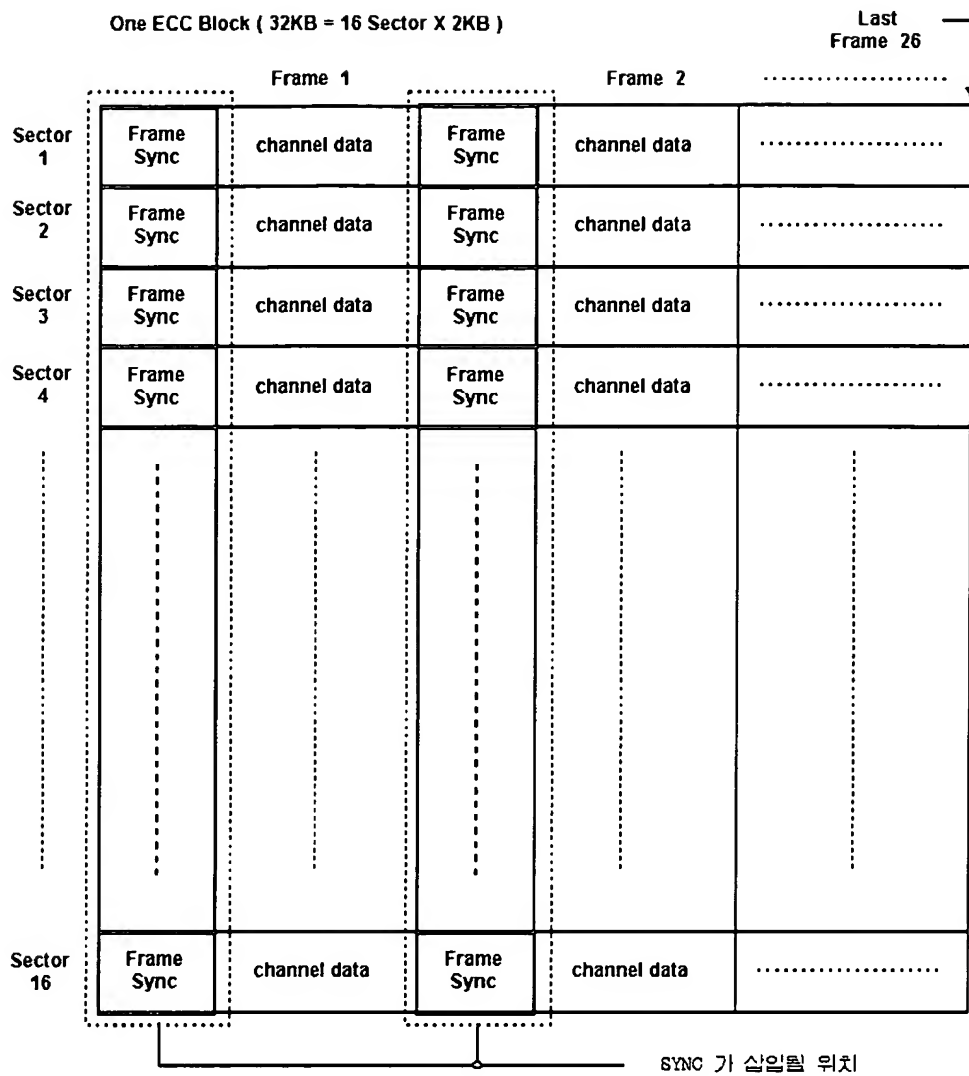 One ECC Block ( 32KB = 16 Sector X 2KB )
Last
Frame 26
Frame 1
Frame 2
Sector
1
Frame
Sync
channel data
Frame
Sync
channel data
Sector
2
Frame
Sync
channel data
Frame
Sync
channel data
Sector
3
Frame
Sync
channel data
Frame
Sync
channel data
Sector
4
Frame
Sync
channel data
Frame
Sync
channel data
Sector
16
Frame
Sync
channel data
Frame
Sync
channel data
SYNC 가 삽입될 위치